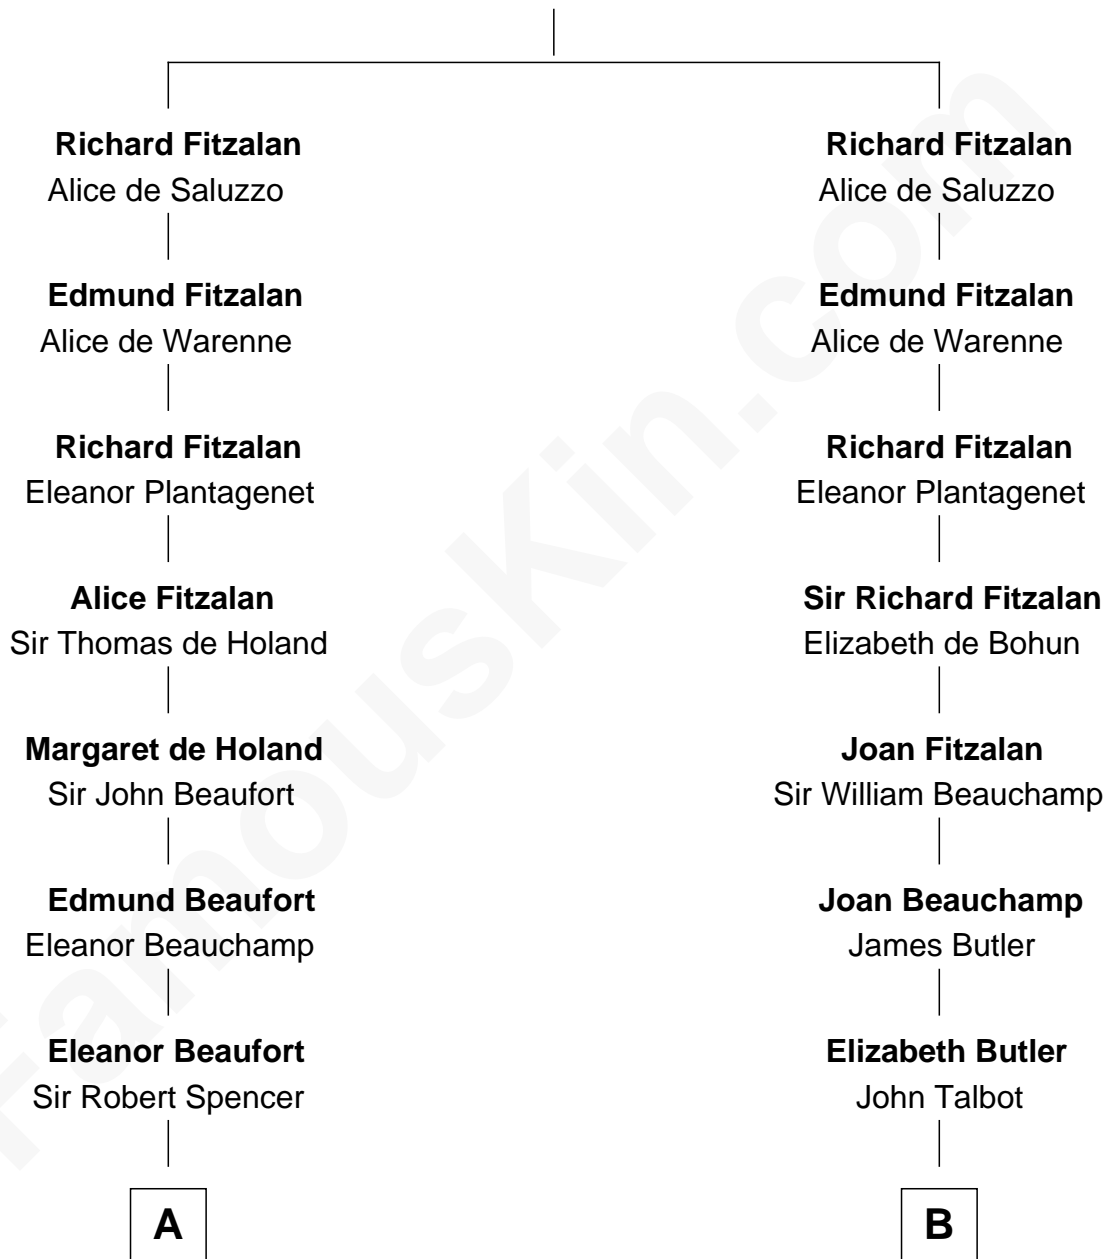 Richard Fitzalan
Alice de Saluzzo
Edmund Fitzalan
Alice de Warenne
Richard Fitzalan
Eleanor Plantagenet
Alice Fitzalan
Sir Thomas de Holand
Margaret de Holand
Sir John Beaufort
Edmund Beaufort
Eleanor Beauchamp
Eleanor Beaufort
Sir Robert Spencer
A
Richard Fitzalan
Alice de Saluzzo
Edmund Fitzalan
Alice de Warenne
Richard Fitzalan
Eleanor Plantagenet
Sir Richard Fitzalan
Elizabeth de Bohun
Joan Fitzalan
Sir William Beauchamp
Joan Beauchamp
James Butler
Elizabeth Butler
John Talbot
B
FamousKin.com